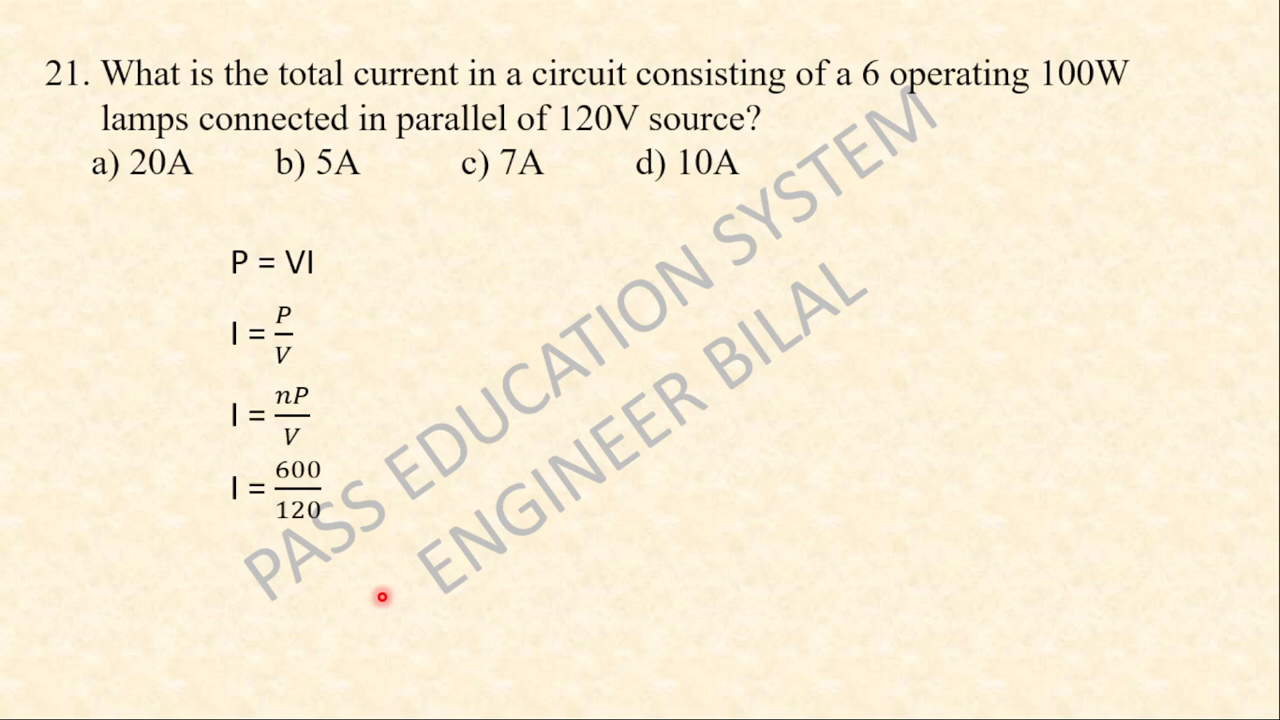 21. What is the total current in a circuit consisting of a 6 operating 100W
lamps connected in parallel of 120V source?
a) 20A b) 5A c) 7A d) 10A
P = VI
I = P/V
I = nP/V
I = 600/120
PASS EDUCATION SYSTEM
ENGINEER BILAL